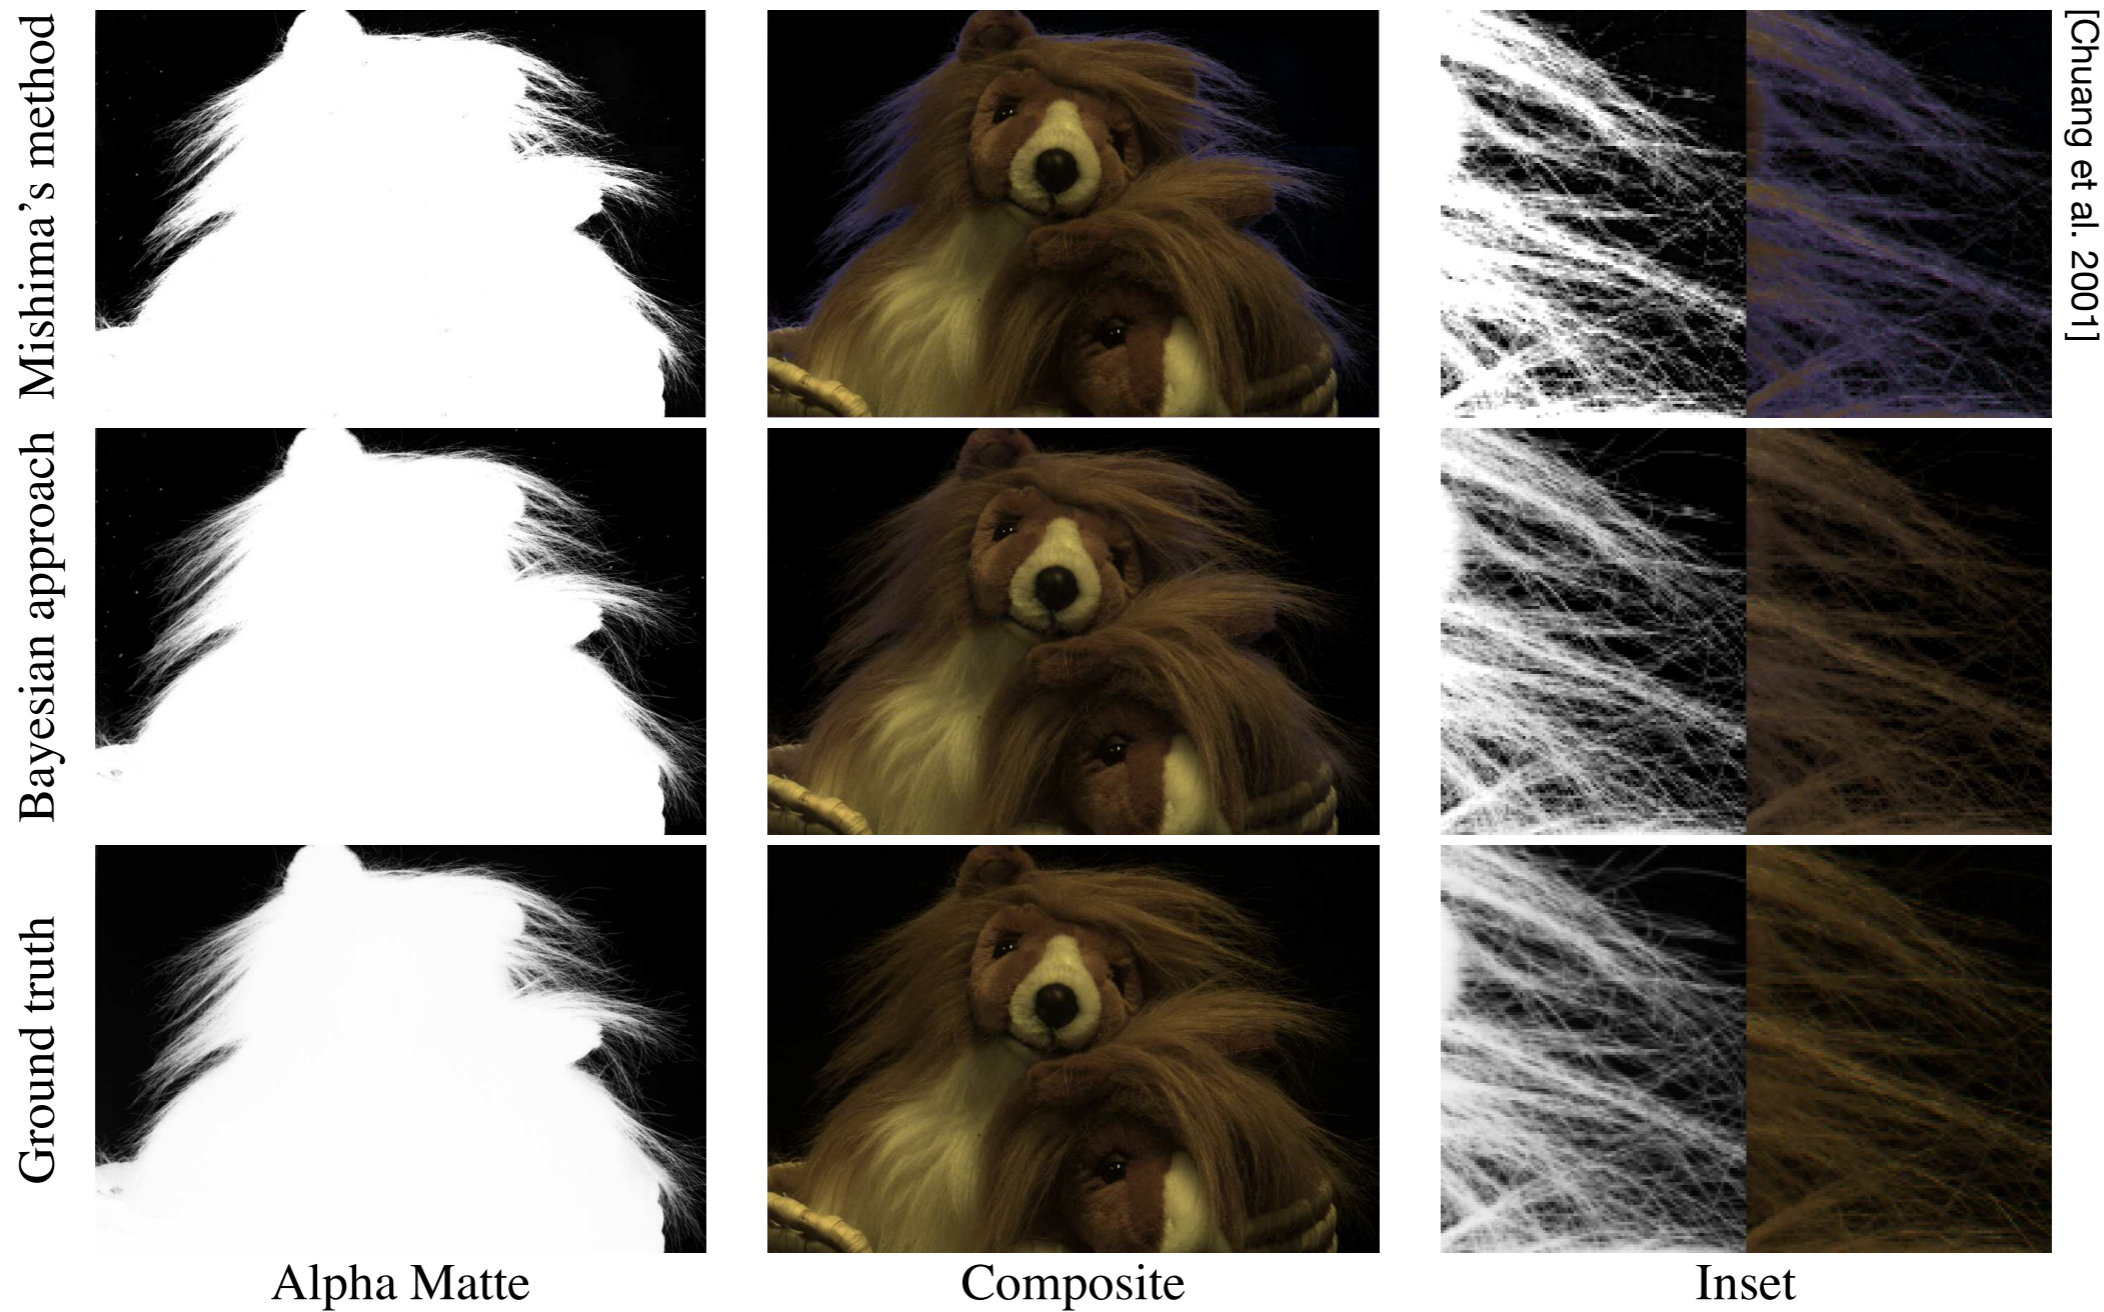 Mishima's method
[Chuang et al. 2001]
Bayesian approach
Ground truth
Alpha Matte
Composite
Inset